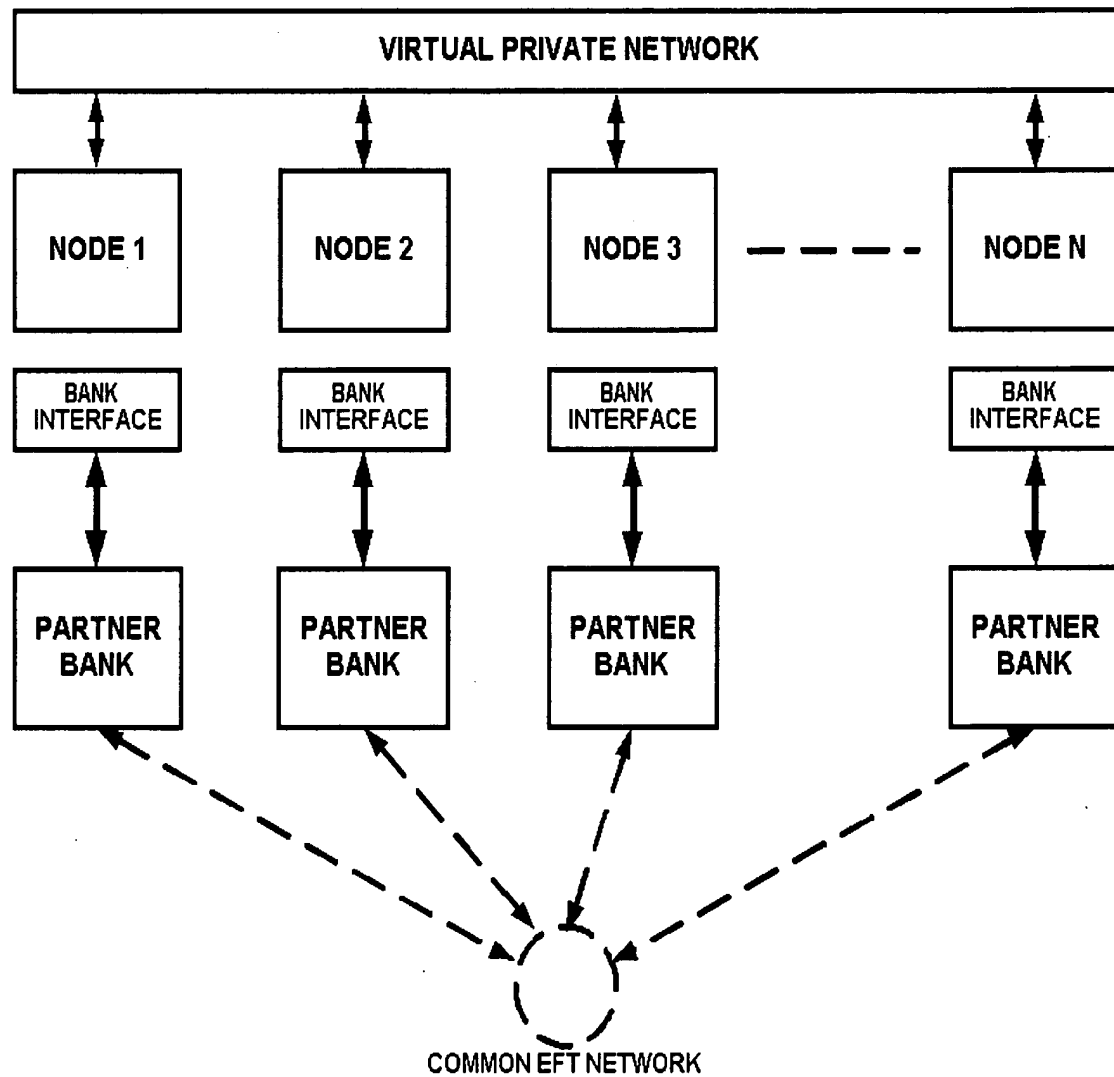 VIRTUAL PRIVATE NETWORK
NODE 1
NODE 2
NODE 3
NODE N
BANK
INTERFACE
BANK
INTERFACE
BANK
INTERFACE
BANK
INTERFACE
PARTNER
BANK
PARTNER
BANK
PARTNER
BANK
PARTNER
BANK
COMMON EFT NETWORK